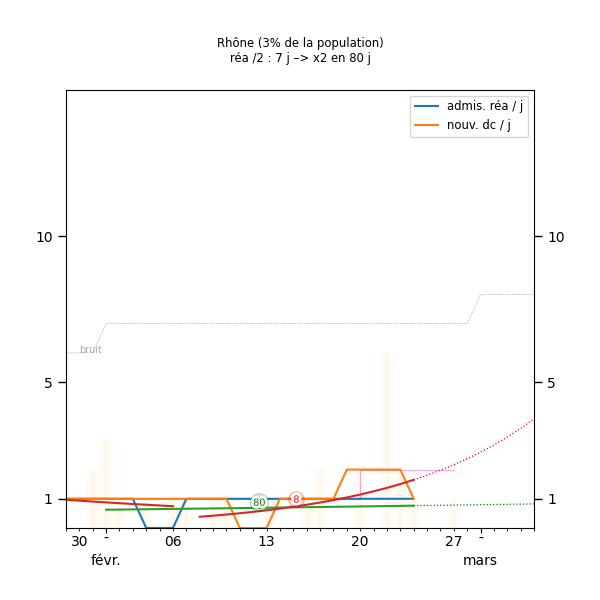 Rhône (3% de la population)
réa /2 : 7 j –> x2 en 80 j
admis. réa / j
nouv. dc / j
10
10
bruit
5
5
80
8
1
1
30
06
13
20
27
févr.
mars